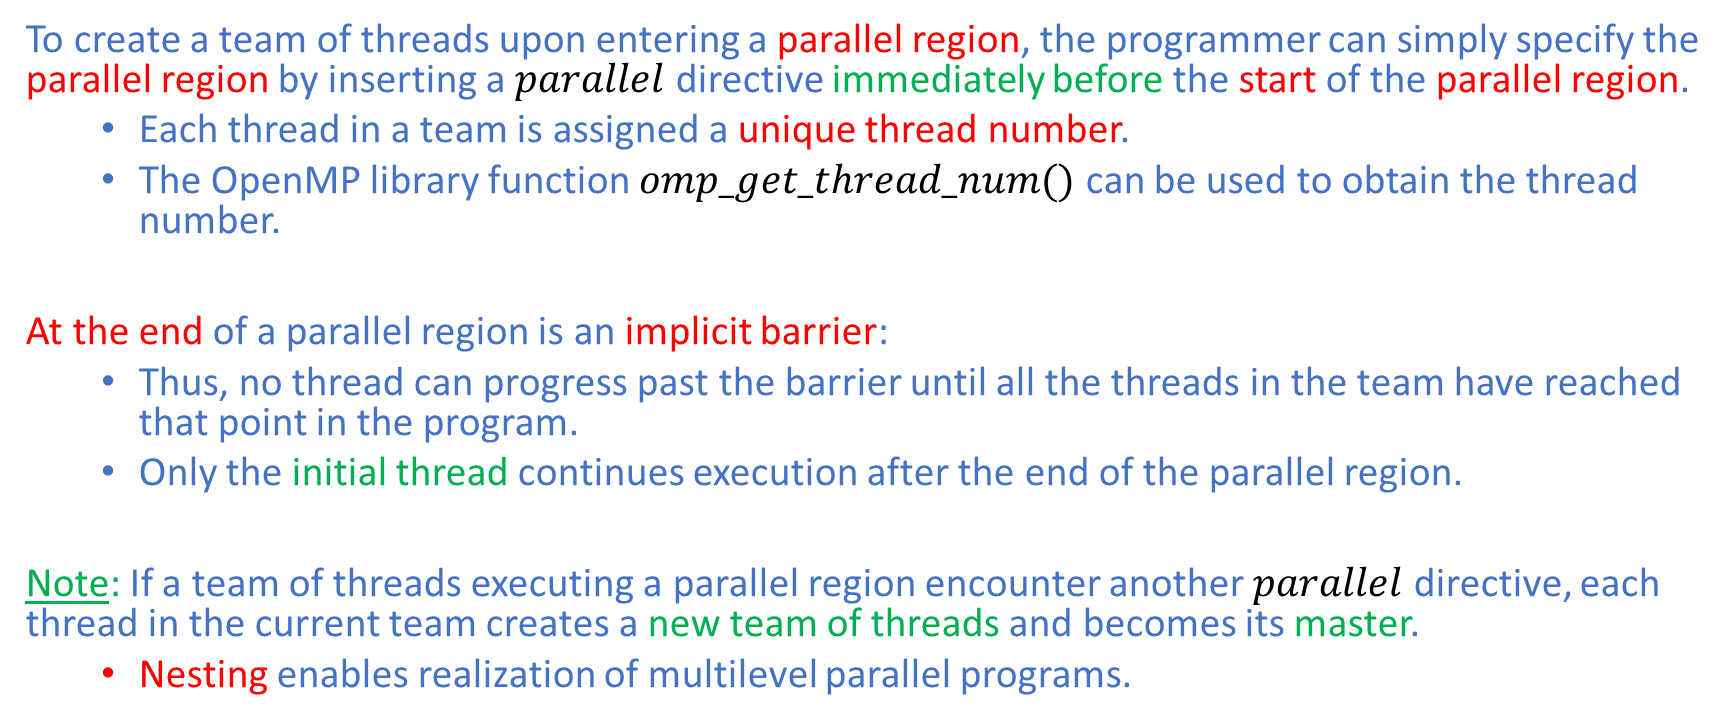 To create a team of threads upon entering a parallel region, the programmer can simply specify the
parallel region by inserting a parallel directive immediately before the start of the parallel region.
• Each thread in a team is assigned a unique thread number.
• The OpenMP library function omp_get_thread_num() can be used to obtain the thread
number.
At the end of a parallel region is an implicit barrier:
• Thus, no thread can progress past the barrier until all the threads in the team have reached
that point in the program.
• Only the initial thread continues execution after the end of the parallel region.
Note: If a team of threads executing a parallel region encounter another parallel directive, each
thread in the current team creates a new team of threads and becomes its master.
• Nesting enables realization of multilevel parallel programs.